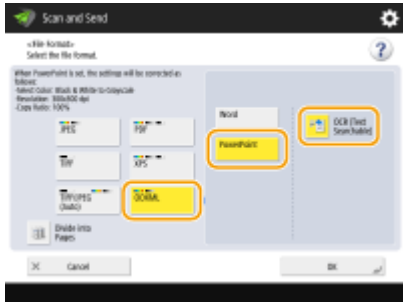 Scan and Send
<File Format>
Select the file format.
When PowerPoint is set, the settings will be corrected as
follows:
-Select Color: Black & White to Grayscale
-Resolution: 300x300 dpi
-Copy Ratio: 100%
JPEG
PDF
Word
OCR (Text
Searchable)
PowerPoint
TIFF
XPS
TIFF/JPEG
(Auto)
OOXML
Divide into
Pages
Cancel
OK